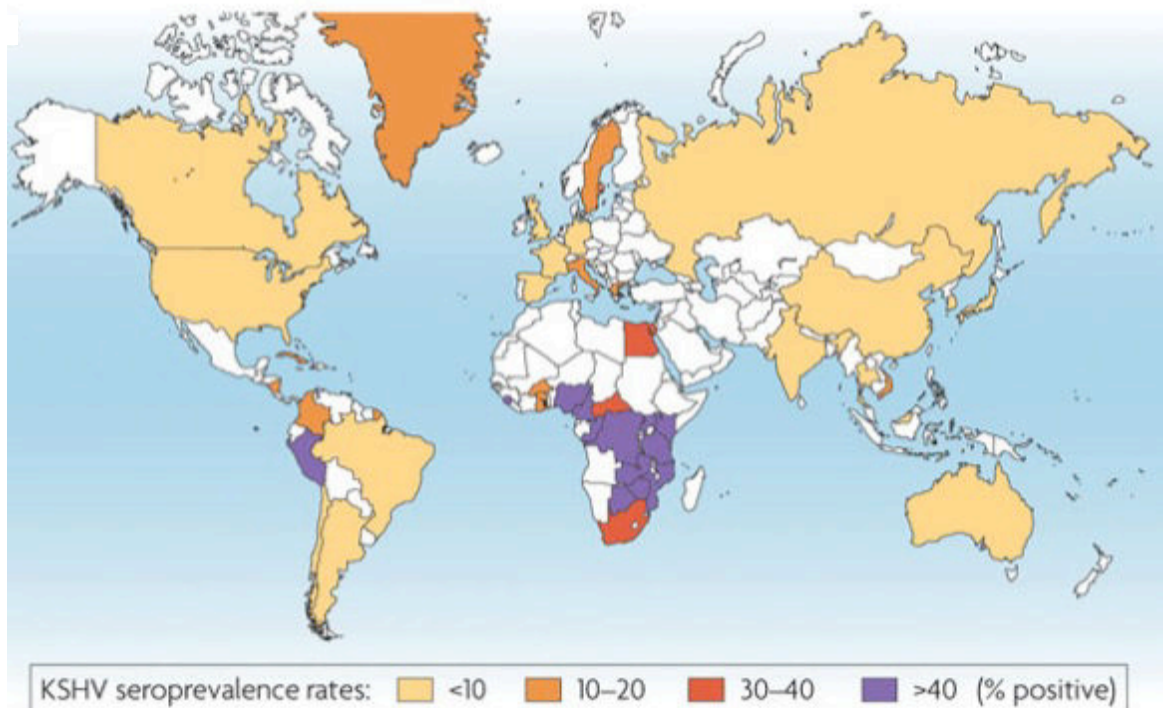 KSHV seroprevalence rates: <10 10–20 30–40 >40 (% positive)